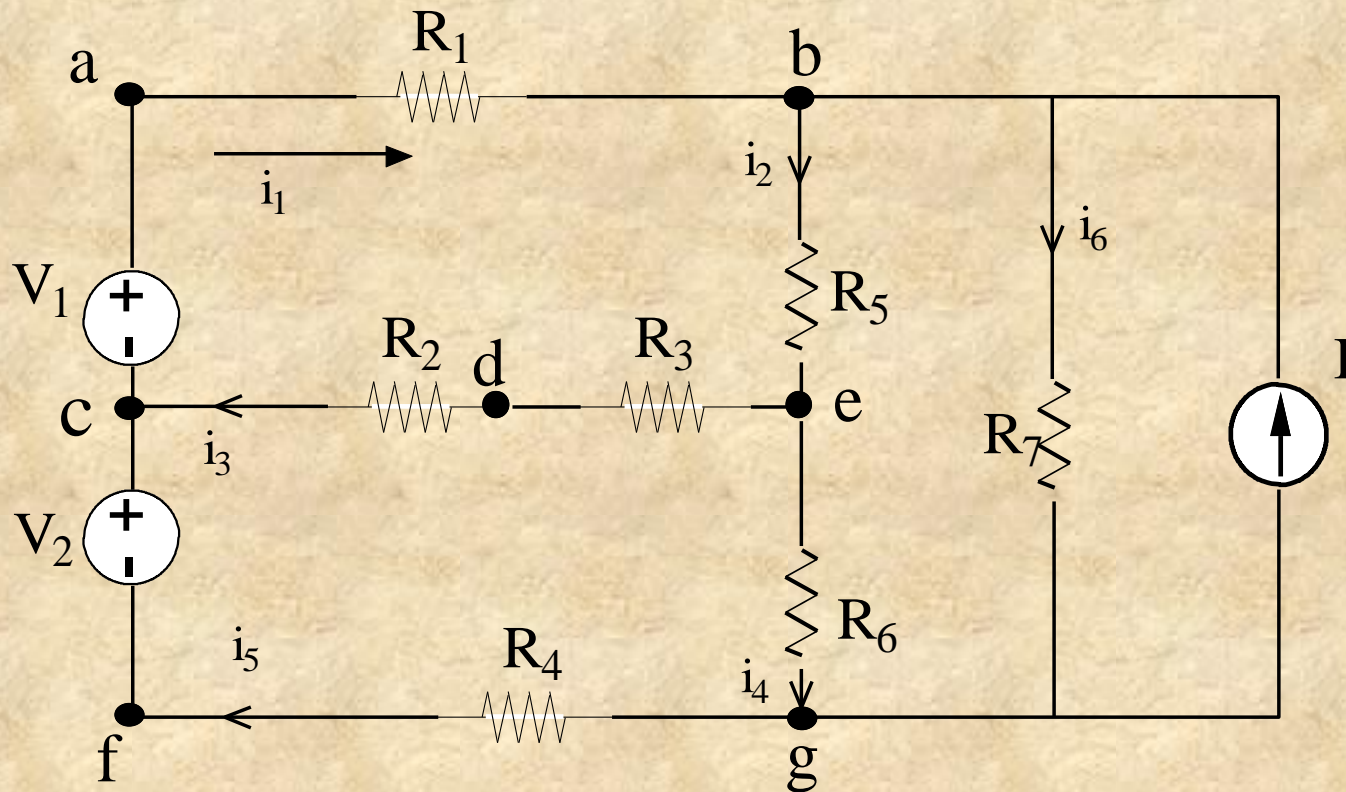 a
R₁
b
i₁
i₂
i₆
V₁
+
-
R₅
R₂
d
R₃
I
c
e
i₃
R₇
V₂
+
-
R₆
i₅
R₄
i₄
f
g